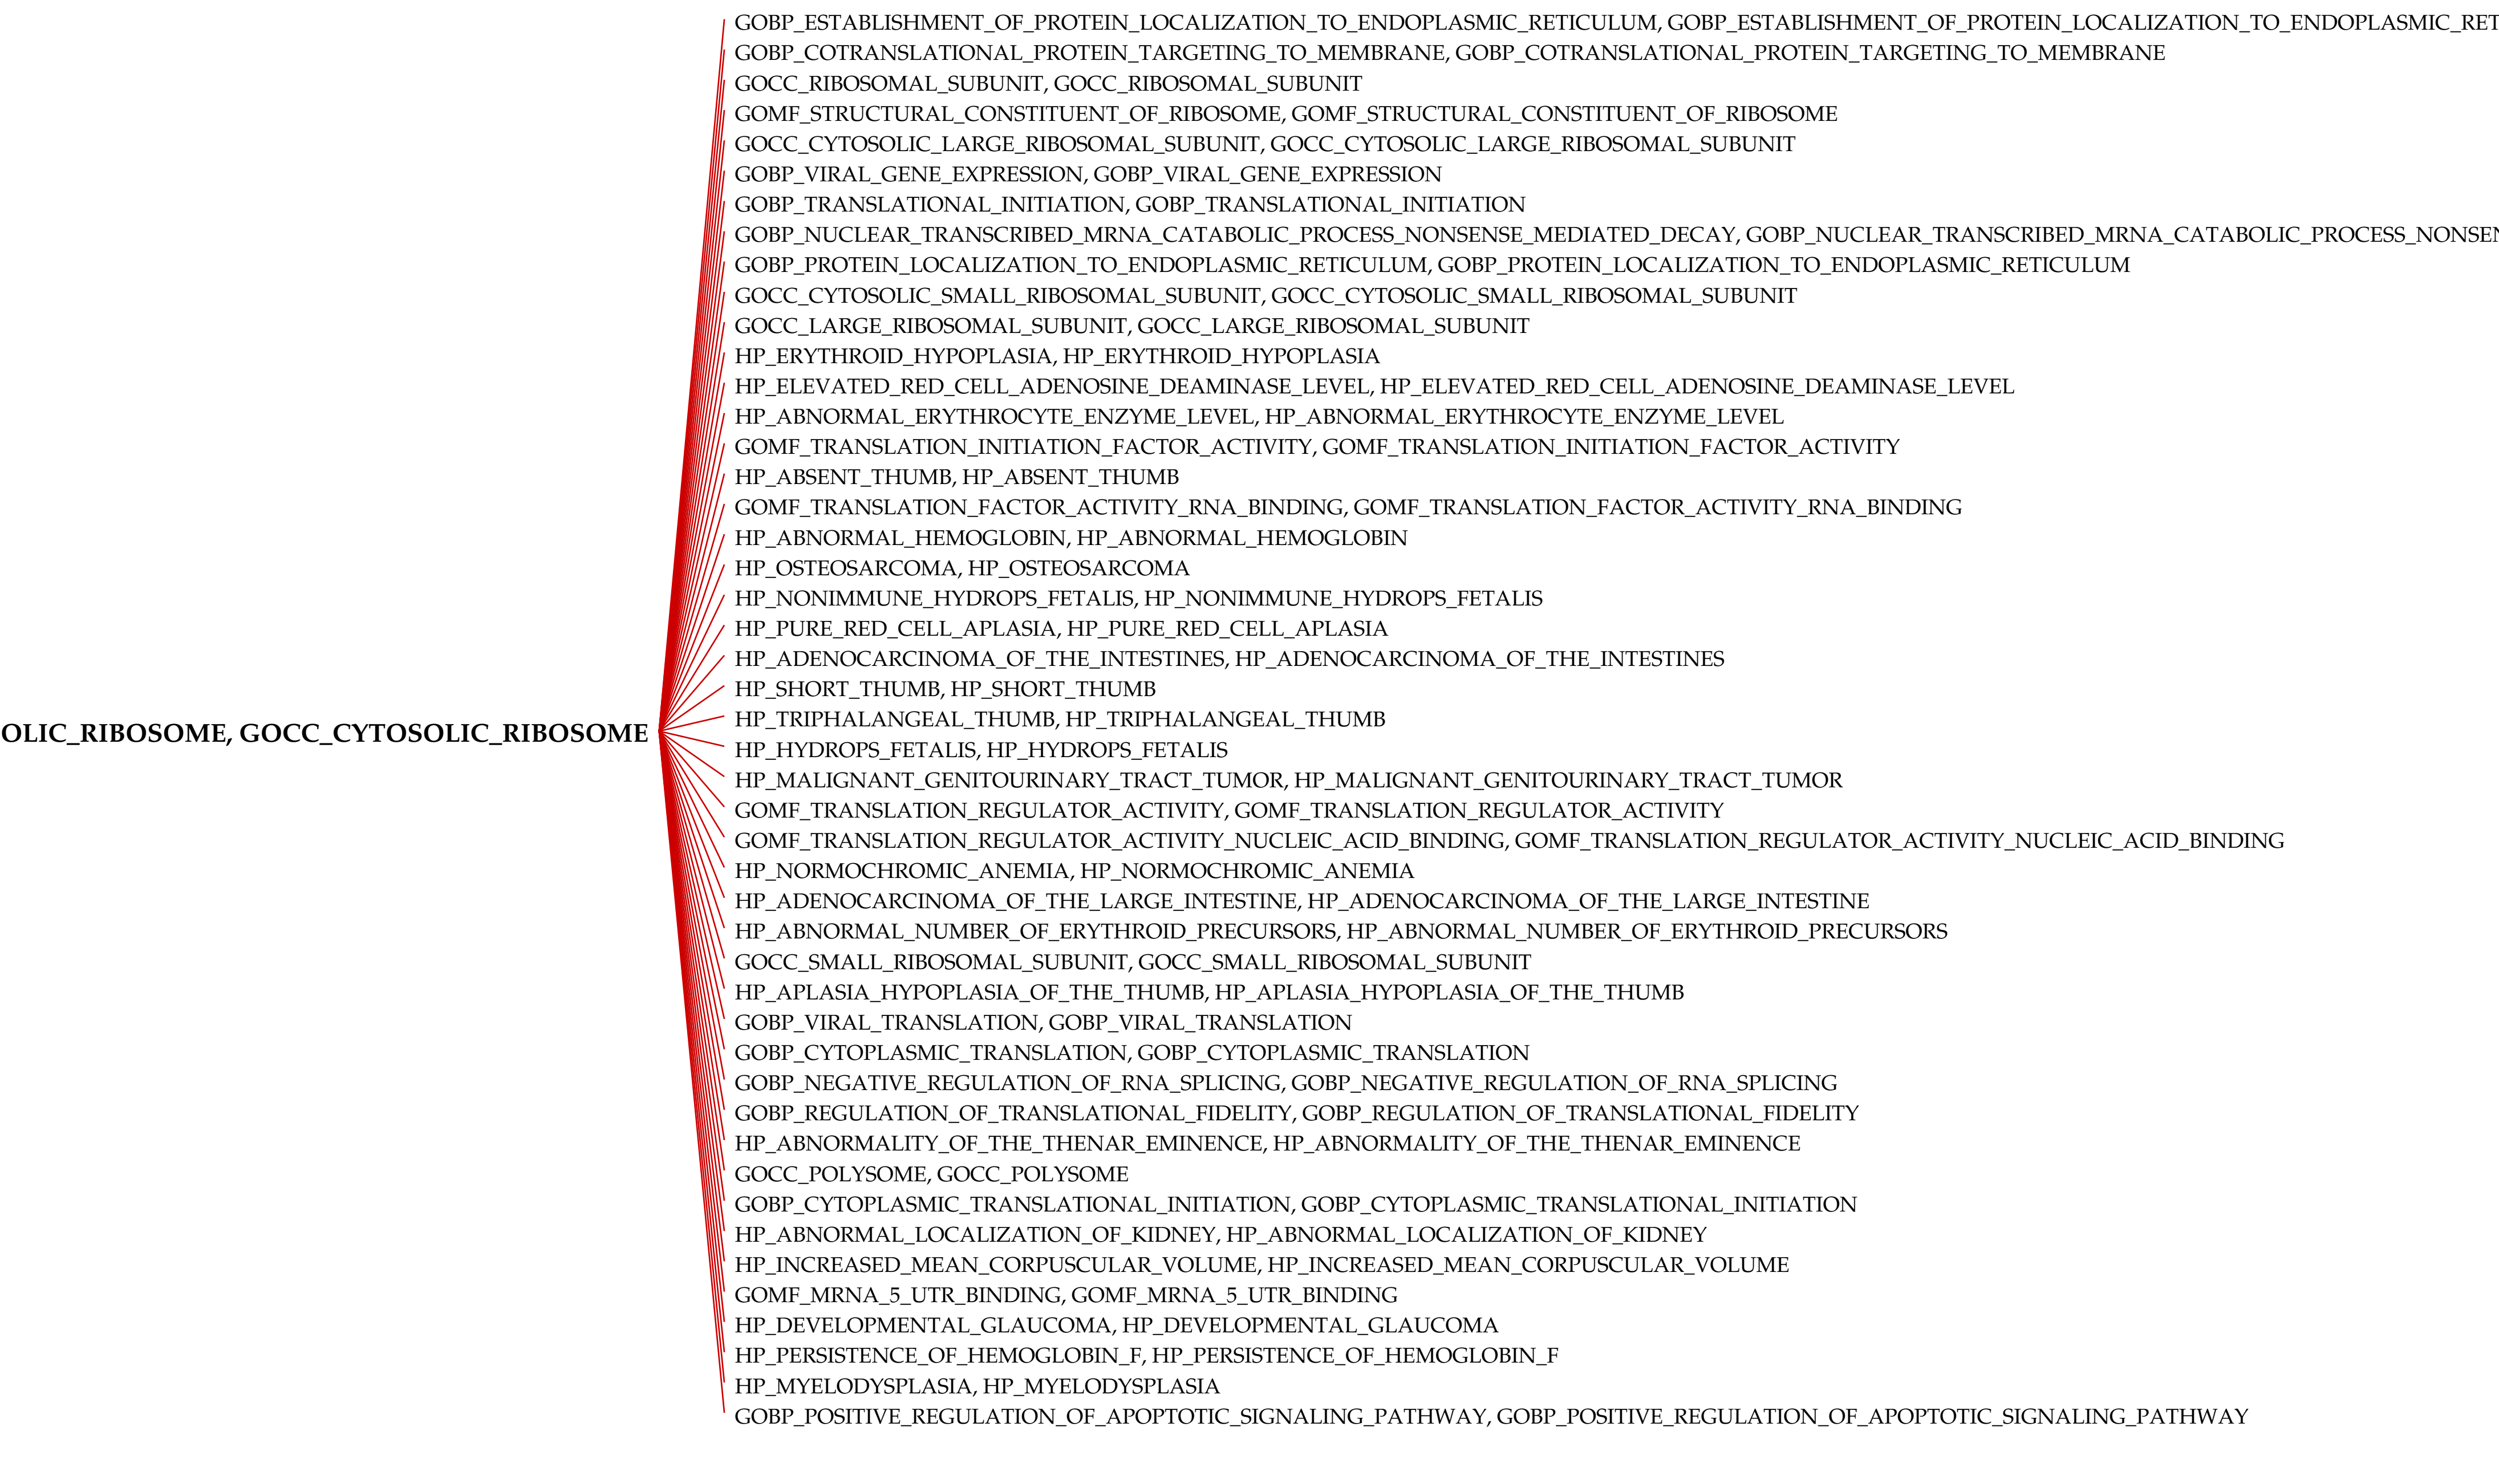 GOBP_ESTABLISHMENT_OF_PROTEIN_LOCALIZATION_TO_ENDOPLASMIC_RETICULUM, GOBP_ESTABLISHMENT_OF_PROTEIN_LOCALIZATION_TO_ENDOPLASMIC_RET
GOBP_COTRANSLATIONAL_PROTEIN_TARGETING_TO_MEMBRANE, GOBP_COTRANSLATIONAL_PROTEIN_TARGETING_TO_MEMBRANE
GOCC_RIBOSOMAL_SUBUNIT, GOCC_RIBOSOMAL_SUBUNIT
GOMF_STRUCTURAL_CONSTITUENT_OF_RIBOSOME, GOMF_STRUCTURAL_CONSTITUENT_OF_RIBOSOME
GOCC_CYTOSOLIC_LARGE_RIBOSOMAL_SUBUNIT, GOCC_CYTOSOLIC_LARGE_RIBOSOMAL_SUBUNIT
GOBP_VIRAL_GENE_EXPRESSION, GOBP_VIRAL_GENE_EXPRESSION
GOBP_TRANSLATIONAL_INITIATION, GOBP_TRANSLATIONAL_INITIATION
GOBP_NUCLEAR_TRANSCRIBED_MRNA_CATABOLIC_PROCESS_NONSENSE_MEDIATED_DECAY, GOBP_NUCLEAR_TRANSCRIBED_MRNA_CATABOLIC_PROCESS_NONSEN
GOBP_PROTEIN_LOCALIZATION_TO_ENDOPLASMIC_RETICULUM, GOBP_PROTEIN_LOCALIZATION_TO_ENDOPLASMIC_RETICULUM
GOCC_CYTOSOLIC_SMALL_RIBOSOMAL_SUBUNIT, GOCC_CYTOSOLIC_SMALL_RIBOSOMAL_SUBUNIT
GOCC_LARGE_RIBOSOMAL_SUBUNIT, GOCC_LARGE_RIBOSOMAL_SUBUNIT
HP_ERYTHROID_HYPOPLASIA, HP_ERYTHROID_HYPOPLASIA
HP_ELEVATED_RED_CELL_ADENOSINE_DEAMINASE_LEVEL, HP_ELEVATED_RED_CELL_ADENOSINE_DEAMINASE_LEVEL
HP_ABNORMAL_ERYTHROCYTE_ENZYME_LEVEL, HP_ABNORMAL_ERYTHROCYTE_ENZYME_LEVEL
GOMF_TRANSLATION_INITIATION_FACTOR_ACTIVITY, GOMF_TRANSLATION_INITIATION_FACTOR_ACTIVITY
HP_ABSENT_THUMB, HP_ABSENT_THUMB
GOMF_TRANSLATION_FACTOR_ACTIVITY_RNA_BINDING, GOMF_TRANSLATION_FACTOR_ACTIVITY_RNA_BINDING
HP_ABNORMAL_HEMOGLOBIN, HP_ABNORMAL_HEMOGLOBIN
HP_OSTEOSARCOMA, HP_OSTEOSARCOMA
HP_NONIMMUNE_HYDROPS_FETALIS, HP_NONIMMUNE_HYDROPS_FETALIS
HP_PURE_RED_CELL_APLASIA, HP_PURE_RED_CELL_APLASIA
HP_ADENOCARCINOMA_OF_THE_INTESTINES, HP_ADENOCARCINOMA_OF_THE_INTESTINES
HP_SHORT_THUMB, HP_SHORT_THUMB
HP_TRIPHALANGEAL_THUMB, HP_TRIPHALANGEAL_THUMB
OLIC_RIBOSOME, GOCC_CYTOSOLIC_RIBOSOME
HP_HYDROPS_FETALIS, HP_HYDROPS_FETALIS
HP_MALIGNANT_GENITOURINARY_TRACT_TUMOR, HP_MALIGNANT_GENITOURINARY_TRACT_TUMOR
GOMF_TRANSLATION_REGULATOR_ACTIVITY, GOMF_TRANSLATION_REGULATOR_ACTIVITY
GOMF_TRANSLATION_REGULATOR_ACTIVITY_NUCLEIC_ACID_BINDING, GOMF_TRANSLATION_REGULATOR_ACTIVITY_NUCLEIC_ACID_BINDING
HP_NORMOCHROMIC_ANEMIA, HP_NORMOCHROMIC_ANEMIA
HP_ADENOCARCINOMA_OF_THE_LARGE_INTESTINE, HP_ADENOCARCINOMA_OF_THE_LARGE_INTESTINE
HP_ABNORMAL_NUMBER_OF_ERYTHROID_PRECURSORS, HP_ABNORMAL_NUMBER_OF_ERYTHROID_PRECURSORS
GOCC_SMALL_RIBOSOMAL_SUBUNIT, GOCC_SMALL_RIBOSOMAL_SUBUNIT
HP_APLASIA_HYPOPLASIA_OF_THE_THUMB, HP_APLASIA_HYPOPLASIA_OF_THE_THUMB
GOBP_VIRAL_TRANSLATION, GOBP_VIRAL_TRANSLATION
GOBP_CYTOPLASMIC_TRANSLATION, GOBP_CYTOPLASMIC_TRANSLATION
GOBP_NEGATIVE_REGULATION_OF_RNA_SPLICING, GOBP_NEGATIVE_REGULATION_OF_RNA_SPLICING
GOBP_REGULATION_OF_TRANSLATIONAL_FIDELITY, GOBP_REGULATION_OF_TRANSLATIONAL_FIDELITY
HP_ABNORMALITY_OF_THE_THENAR_EMINENCE, HP_ABNORMALITY_OF_THE_THENAR_EMINENCE
GOCC_POLYSOME, GOCC_POLYSOME
GOBP_CYTOPLASMIC_TRANSLATIONAL_INITIATION, GOBP_CYTOPLASMIC_TRANSLATIONAL_INITIATION
HP_ABNORMAL_LOCALIZATION_OF_KIDNEY, HP_ABNORMAL_LOCALIZATION_OF_KIDNEY
HP_INCREASED_MEAN_CORPUSCULAR_VOLUME, HP_INCREASED_MEAN_CORPUSCULAR_VOLUME
GOMF_MRNA_5_UTR_BINDING, GOMF_MRNA_5_UTR_BINDING
HP_DEVELOPMENTAL_GLAUCOMA, HP_DEVELOPMENTAL_GLAUCOMA
HP_PERSISTENCE_OF_HEMOGLOBIN_F, HP_PERSISTENCE_OF_HEMOGLOBIN_F
HP_MYELODYSPLASIA, HP_MYELODYSPLASIA
GOBP_POSITIVE_REGULATION_OF_APOPTOTIC_SIGNALING_PATHWAY, GOBP_POSITIVE_REGULATION_OF_APOPTOTIC_SIGNALING_PATHWAY